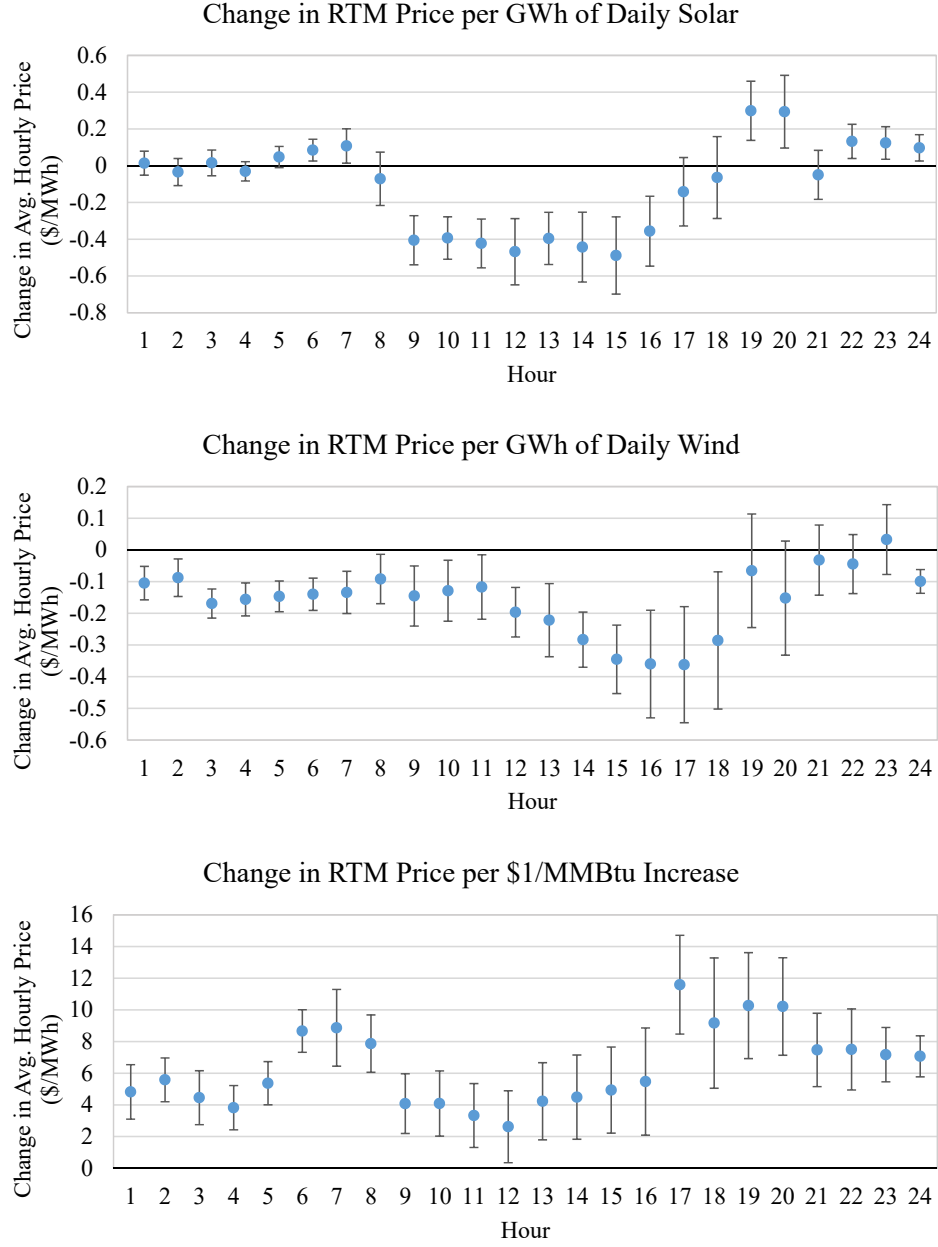 Change in RTM Price per GWh of Daily Solar
Change in Avg. Hourly Price
($/MWh)
0.6
0.4
0.2
0
-0.2
-0.4
-0.6
-0.8
1 2 3 4 5 6 7 8 9 10 11 12 13 14 15 16 17 18 19 20 21 22 23 24
Hour
Change in RTM Price per GWh of Daily Wind
Change in Avg. Hourly Price
($/MWh)
0.2
0.1
0
-0.1
-0.2
-0.3
-0.4
-0.5
-0.6
1 2 3 4 5 6 7 8 9 10 11 12 13 14 15 16 17 18 19 20 21 22 23 24
Hour
Change in RTM Price per $1/MMBtu Increase
Change in Avg. Hourly Price
($/MWh)
16
14
12
10
8
6
4
2
0
1 2 3 4 5 6 7 8 9 10 11 12 13 14 15 16 17 18 19 20 21 22 23 24
Hour